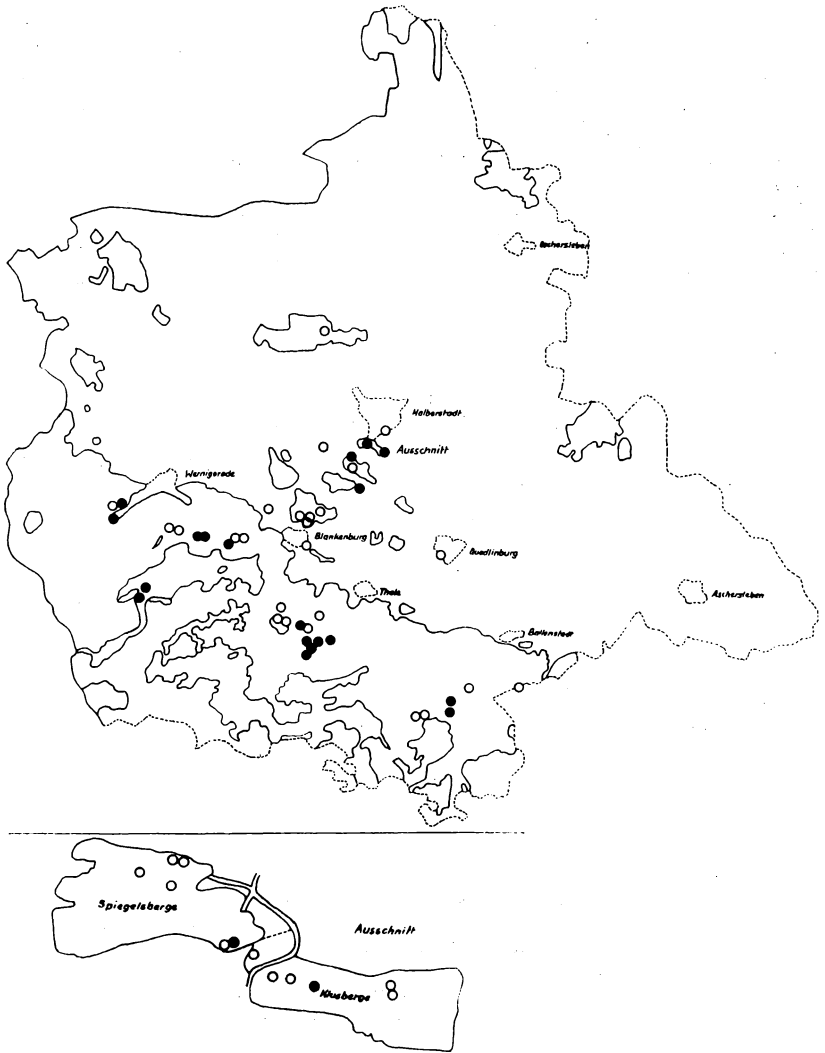 Oschersleben
Halberstadt
Ausschnitt
Wernigerode
Blankenburg
Quedlinburg
Thale
Aschersleben
Ballenstedt
Spiegelsberge
Ausschnitt
Klusberge